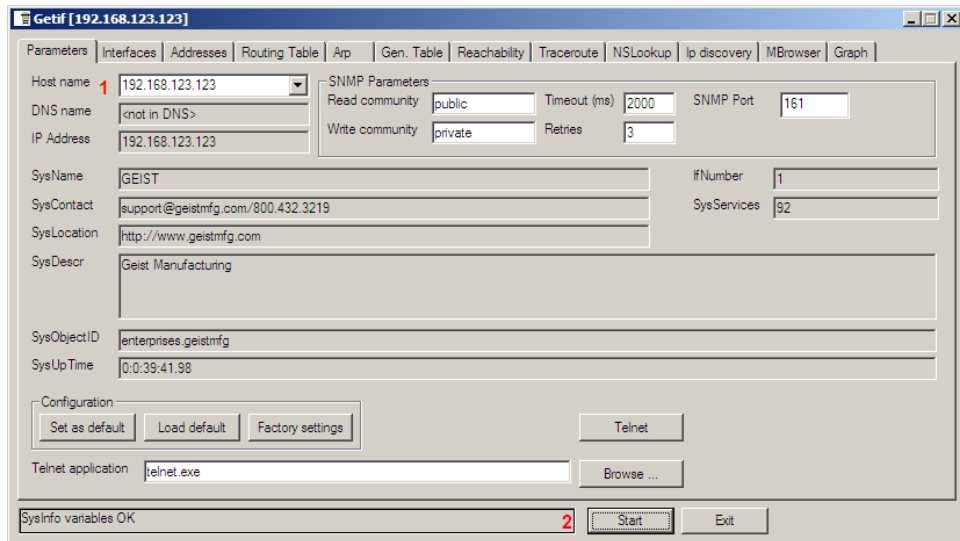 Getif [192.168.123.123]
Parameters Interfaces Addresses Routing Table Arp Gen. Table Reachability Traceroute NSLookup Ip discovery MBrowser Graph
Host name 1 192.168.123.123
DNS name <not in DNS>
IP Address 192.168.123.123
SNMP Parameters
Read community public Timeout (ms) 2000 SNMP Port 161
Write community private Retries 3
SysName GEIST IfNumber 1
SysContact support@geistmfg.com/800.432.3219 SysServices 92
SysLocation http://www.geistmfg.com
SysDescr Geist Manufacturing
SysObjectID enterprises.geistmfg
SysUpTime 0:0:39:41.98
Configuration
Set as default Load default Factory settings Telnet
Telnet application telnet.exe Browse ...
SysInfo variables OK 2 Start Exit